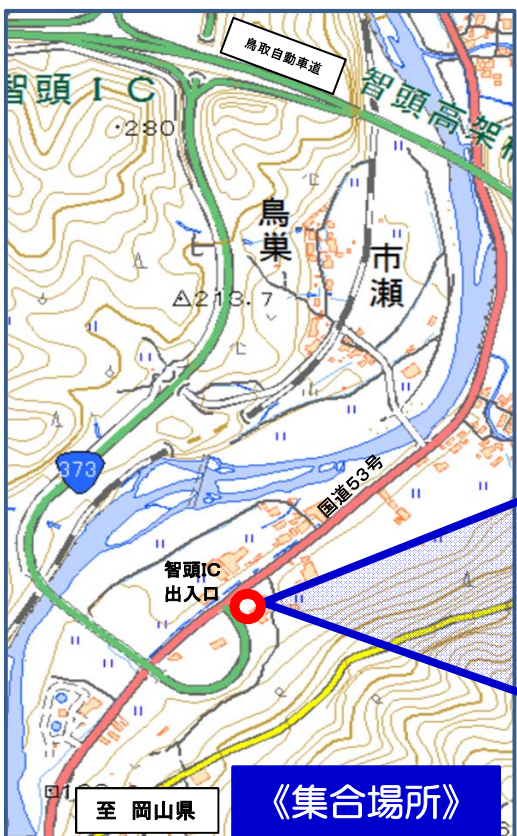 鳥取自動車道
智頭IC
智頭高架橋
・280
鳥巣
市瀬
△213.7
373
国道53号
智頭IC
出入口
至 岡山県
《集合場所》